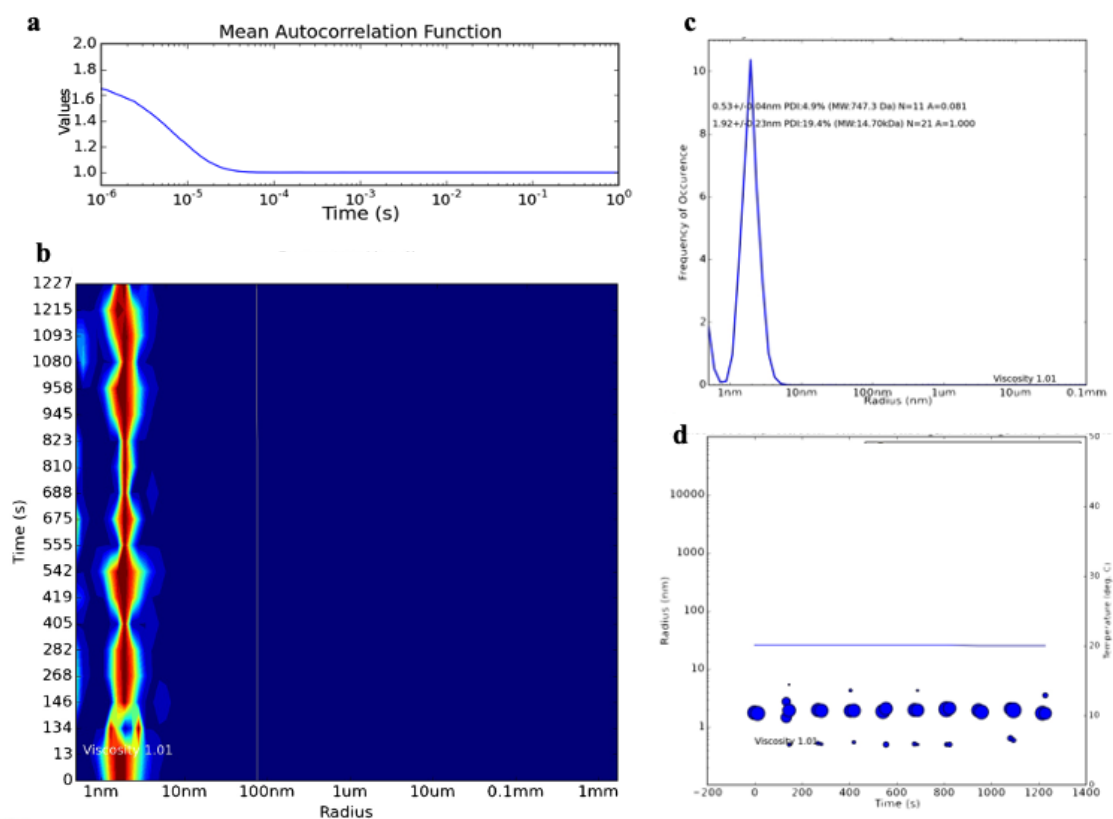 a
Mean Autocorrelation Function
2.0
1.8
1.6
1.4
1.2
1.0
Values
10⁻⁶ 10⁻⁵ 10⁻⁴ 10⁻³ 10⁻² 10⁻¹ 10⁰
Time (s)
b
1227
1215
1093
1080
958
945
823
810
688
675
555
542
419
405
282
268
146
134
13
0
Time (s)
Viscosity 1.01
1nm 10nm 100nm 1um 10um 0.1mm 1mm
Radius
c
10
8
6
4
2
0
Frequency of Occurence
0.53+/-0.04nm PDI:4.9% (MW:747.3 Da) N=11 A=0.081
1.92+/-0.23nm PDI:19.4% (MW:14.70kDa) N=21 A=1.000
Viscosity 1.01
1nm 10nm 100nm 1um 10um 0.1mm
Radius (nm)
d
10000
1000
100
10
1
Radius (nm)
50
40
30
20
10
0
Temperature (deg. C)
Viscosity 1.01
−200 0 200 400 600 800 1000 1200 1400
Time (s)